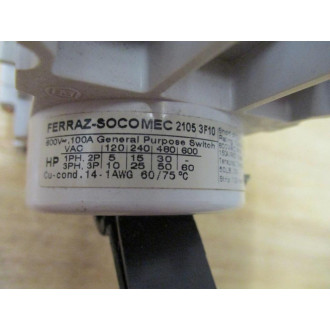 FERRAZ-SOCOMEC 2105 3F10
600V~.100A General Purpose Switch
VAC 120 240 480 600
HP 1PH. 2P 5 15 30 -
3PH. 3P 10 25 50 60
Cu-cond. 14-1AWG 60/75°C